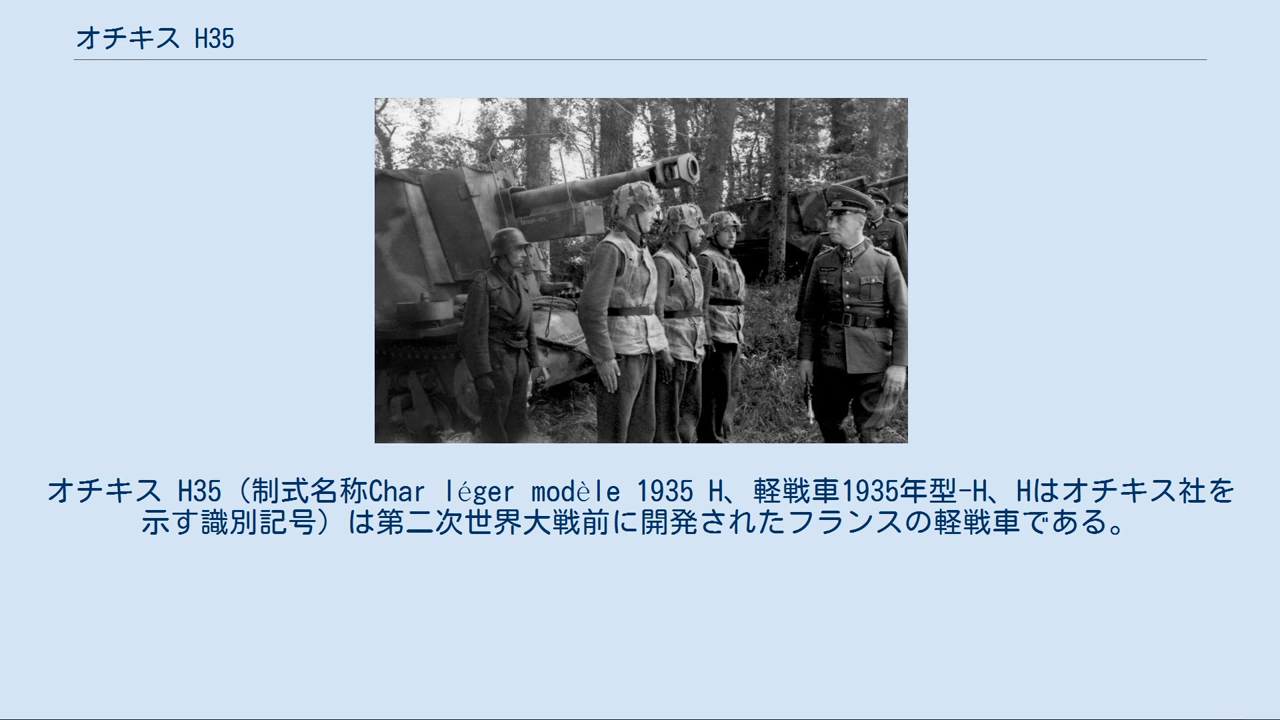 オチキス H35
オチキス H35（制式名称Char léger modèle 1935 H、軽戦車1935年型-H、Hはオチキス社を
示す識別記号）は第二次世界大戦前に開発されたフランスの軽戦車である。